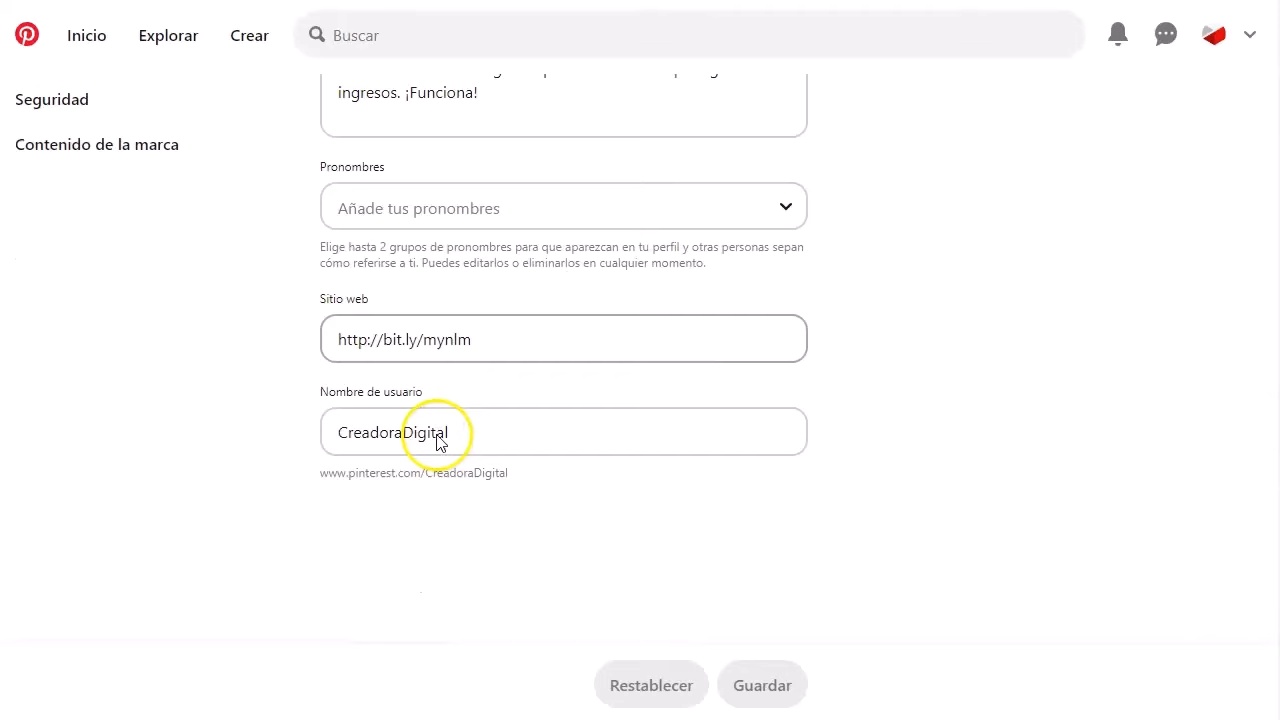 Inicio
Explorar
Crear
Buscar
Seguridad
Contenido de la marca
ingresos. ¡Funciona!
Pronombres
Añade tus pronombres
Elige hasta 2 grupos de pronombres para que aparezcan en tu perfil y otras personas sepan
cómo referirse a ti. Puedes editarlos o eliminarlos en cualquier momento.
Sitio web
http://bit.ly/mynlm
Nombre de usuario
CreadoraDigital
www.pinterest.com/CreadoraDigital
Restablecer
Guardar